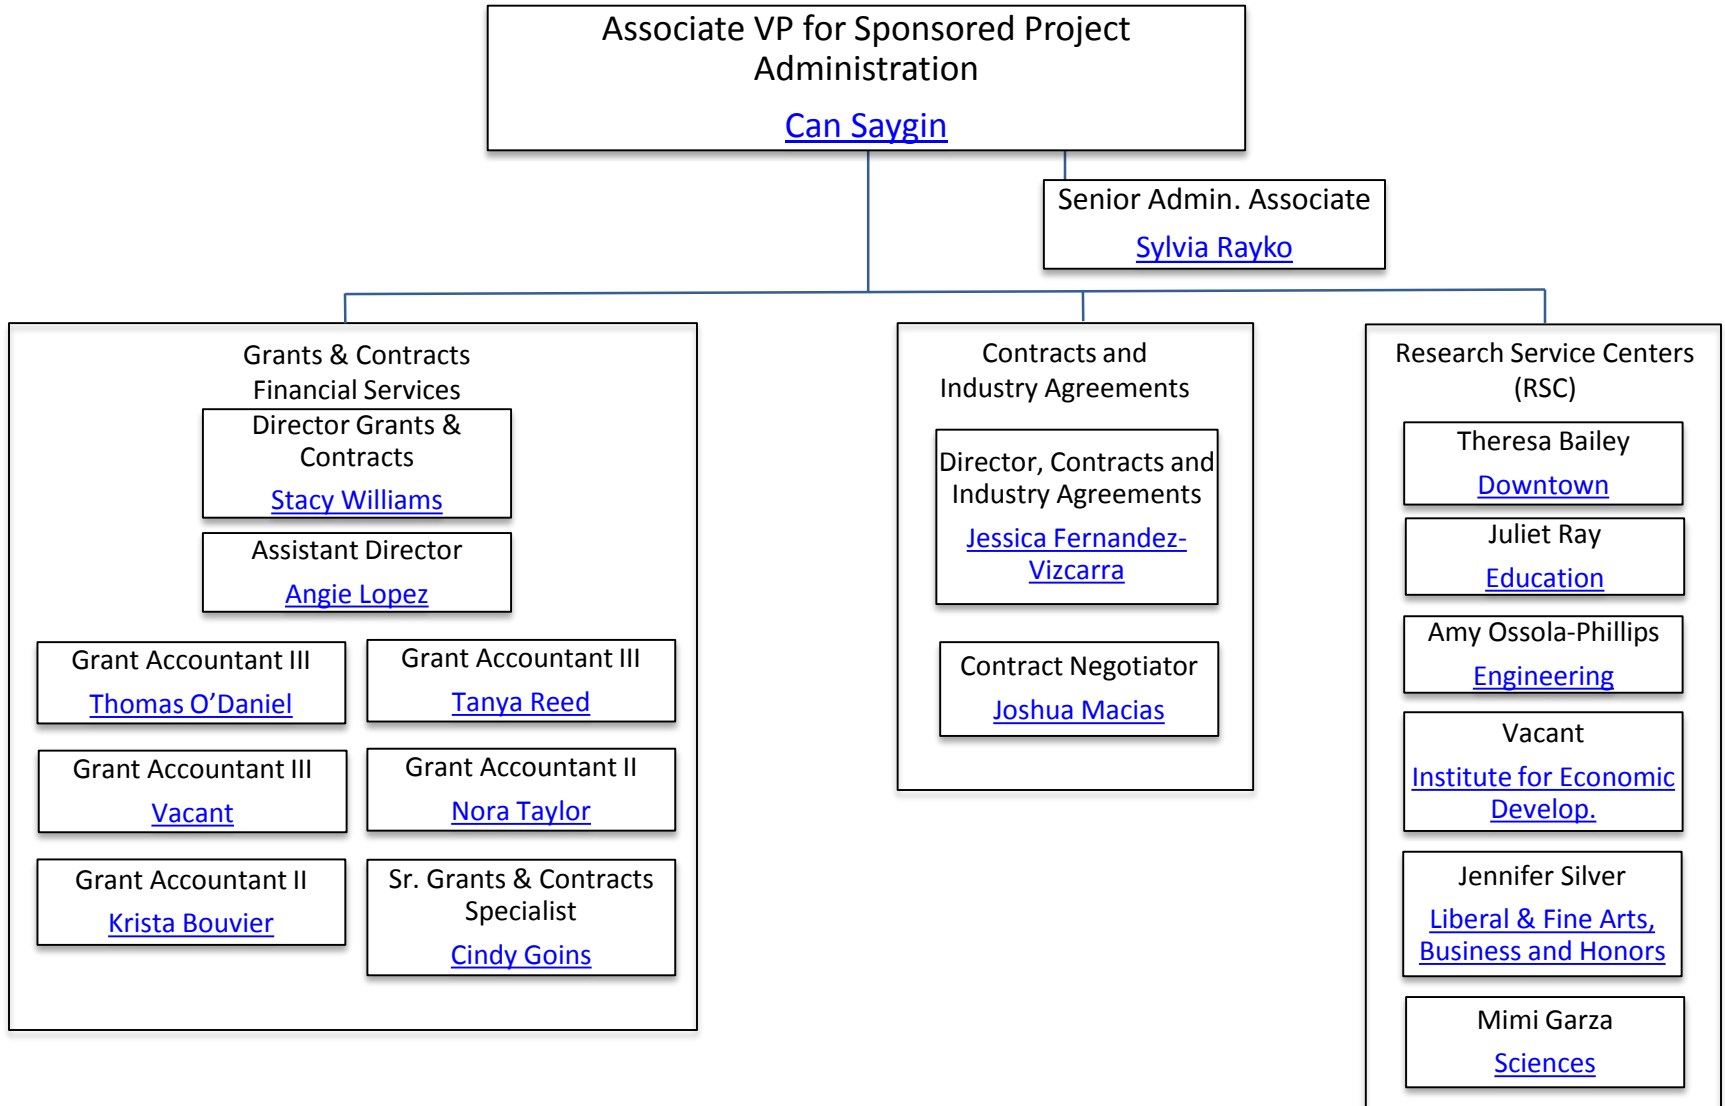 Associate VP for Sponsored Project
Administration
Can Saygin
Senior Admin. Associate
Sylvia Rayko
Grants & Contracts
Financial Services
Director Grants &
Contracts
Stacy Williams
Assistant Director
Angie Lopez
Grant Accountant III
Thomas O’Daniel
Grant Accountant III
Tanya Reed
Grant Accountant III
Vacant
Grant Accountant II
Nora Taylor
Grant Accountant II
Krista Bouvier
Sr. Grants & Contracts
Specialist
Cindy Goins
Contracts and
Industry Agreements
Director, Contracts and
Industry Agreements
Jessica Fernandez-
Vizcarra
Contract Negotiator
Joshua Macias
Research Service Centers
(RSC)
Theresa Bailey
Downtown
Juliet Ray
Education
Amy Ossola-Phillips
Engineering
Vacant
Institute for Economic
Develop.
Jennifer Silver
Liberal & Fine Arts,
Business and Honors
Mimi Garza
Sciences